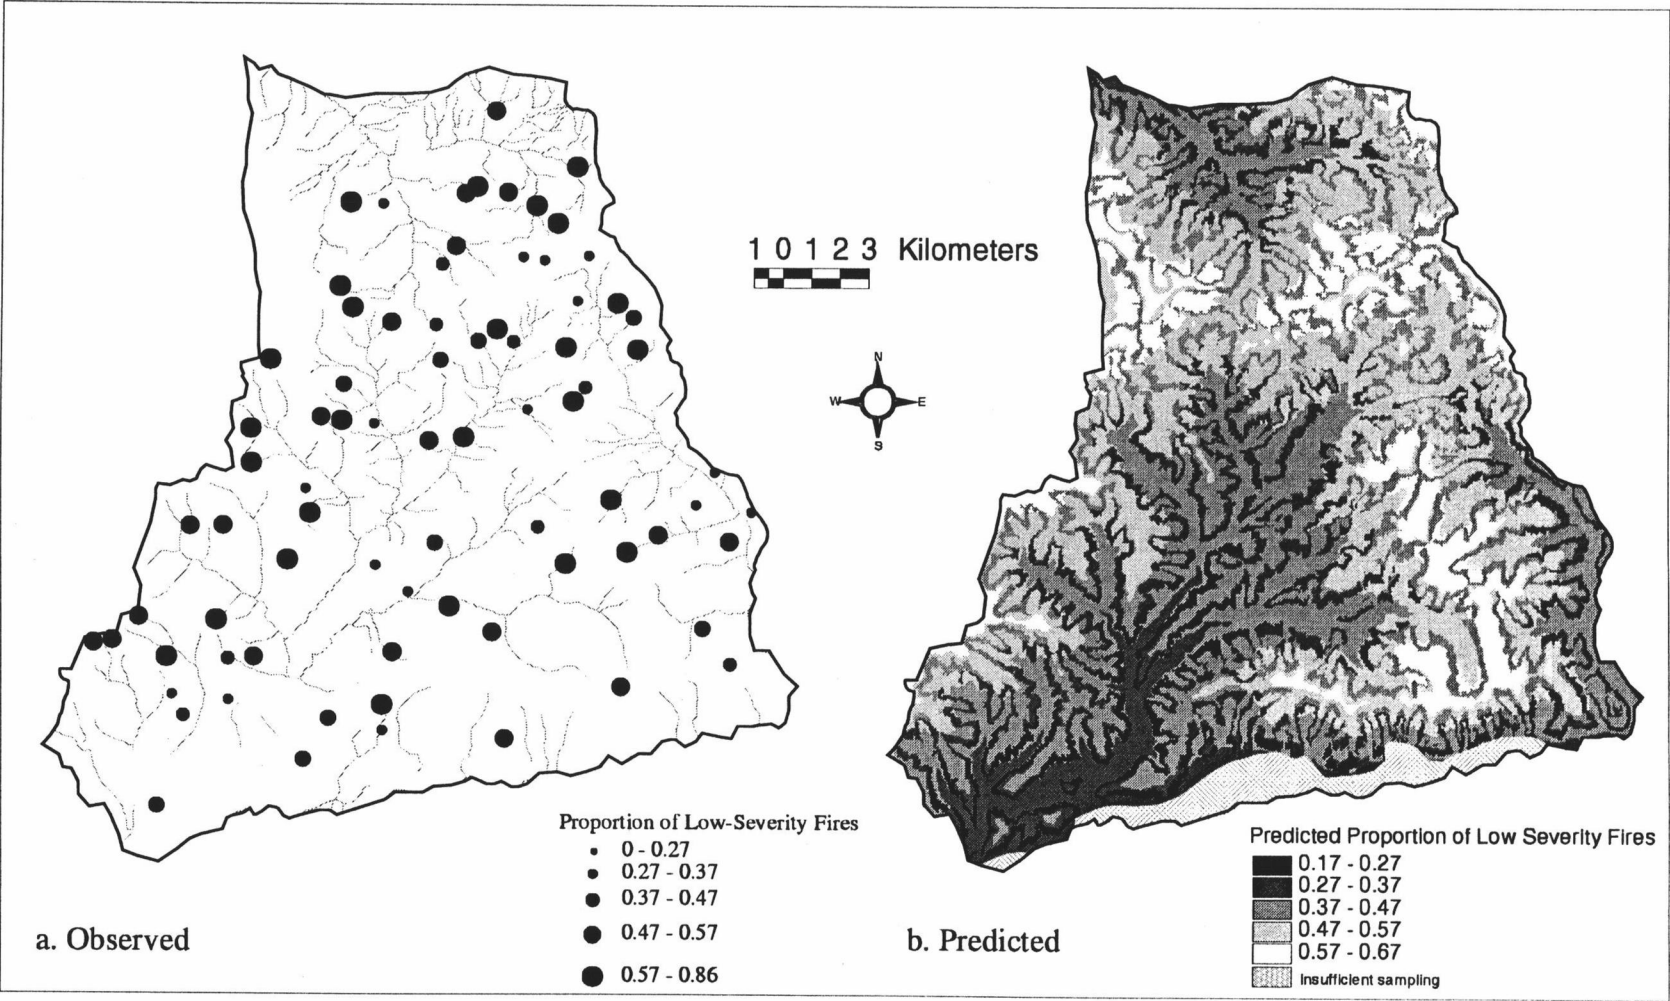 1 0 1 2 3 Kilometers
N
W E
S
Proportion of Low-Severity Fires
0 - 0.27
0.27 - 0.37
0.37 - 0.47
0.47 - 0.57
0.57 - 0.86
a. Observed
Predicted Proportion of Low Severity Fires
0.17 - 0.27
0.27 - 0.37
0.37 - 0.47
0.47 - 0.57
0.57 - 0.67
Insufficient sampling
b. Predicted